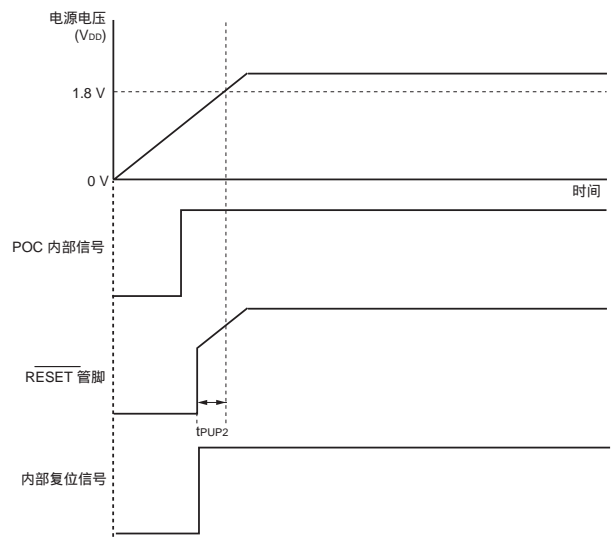 电源电压
(VDD)
1.8 V
0 V
时间
POC 内部信号
RESET 管脚
tPUP2
内部复位信号